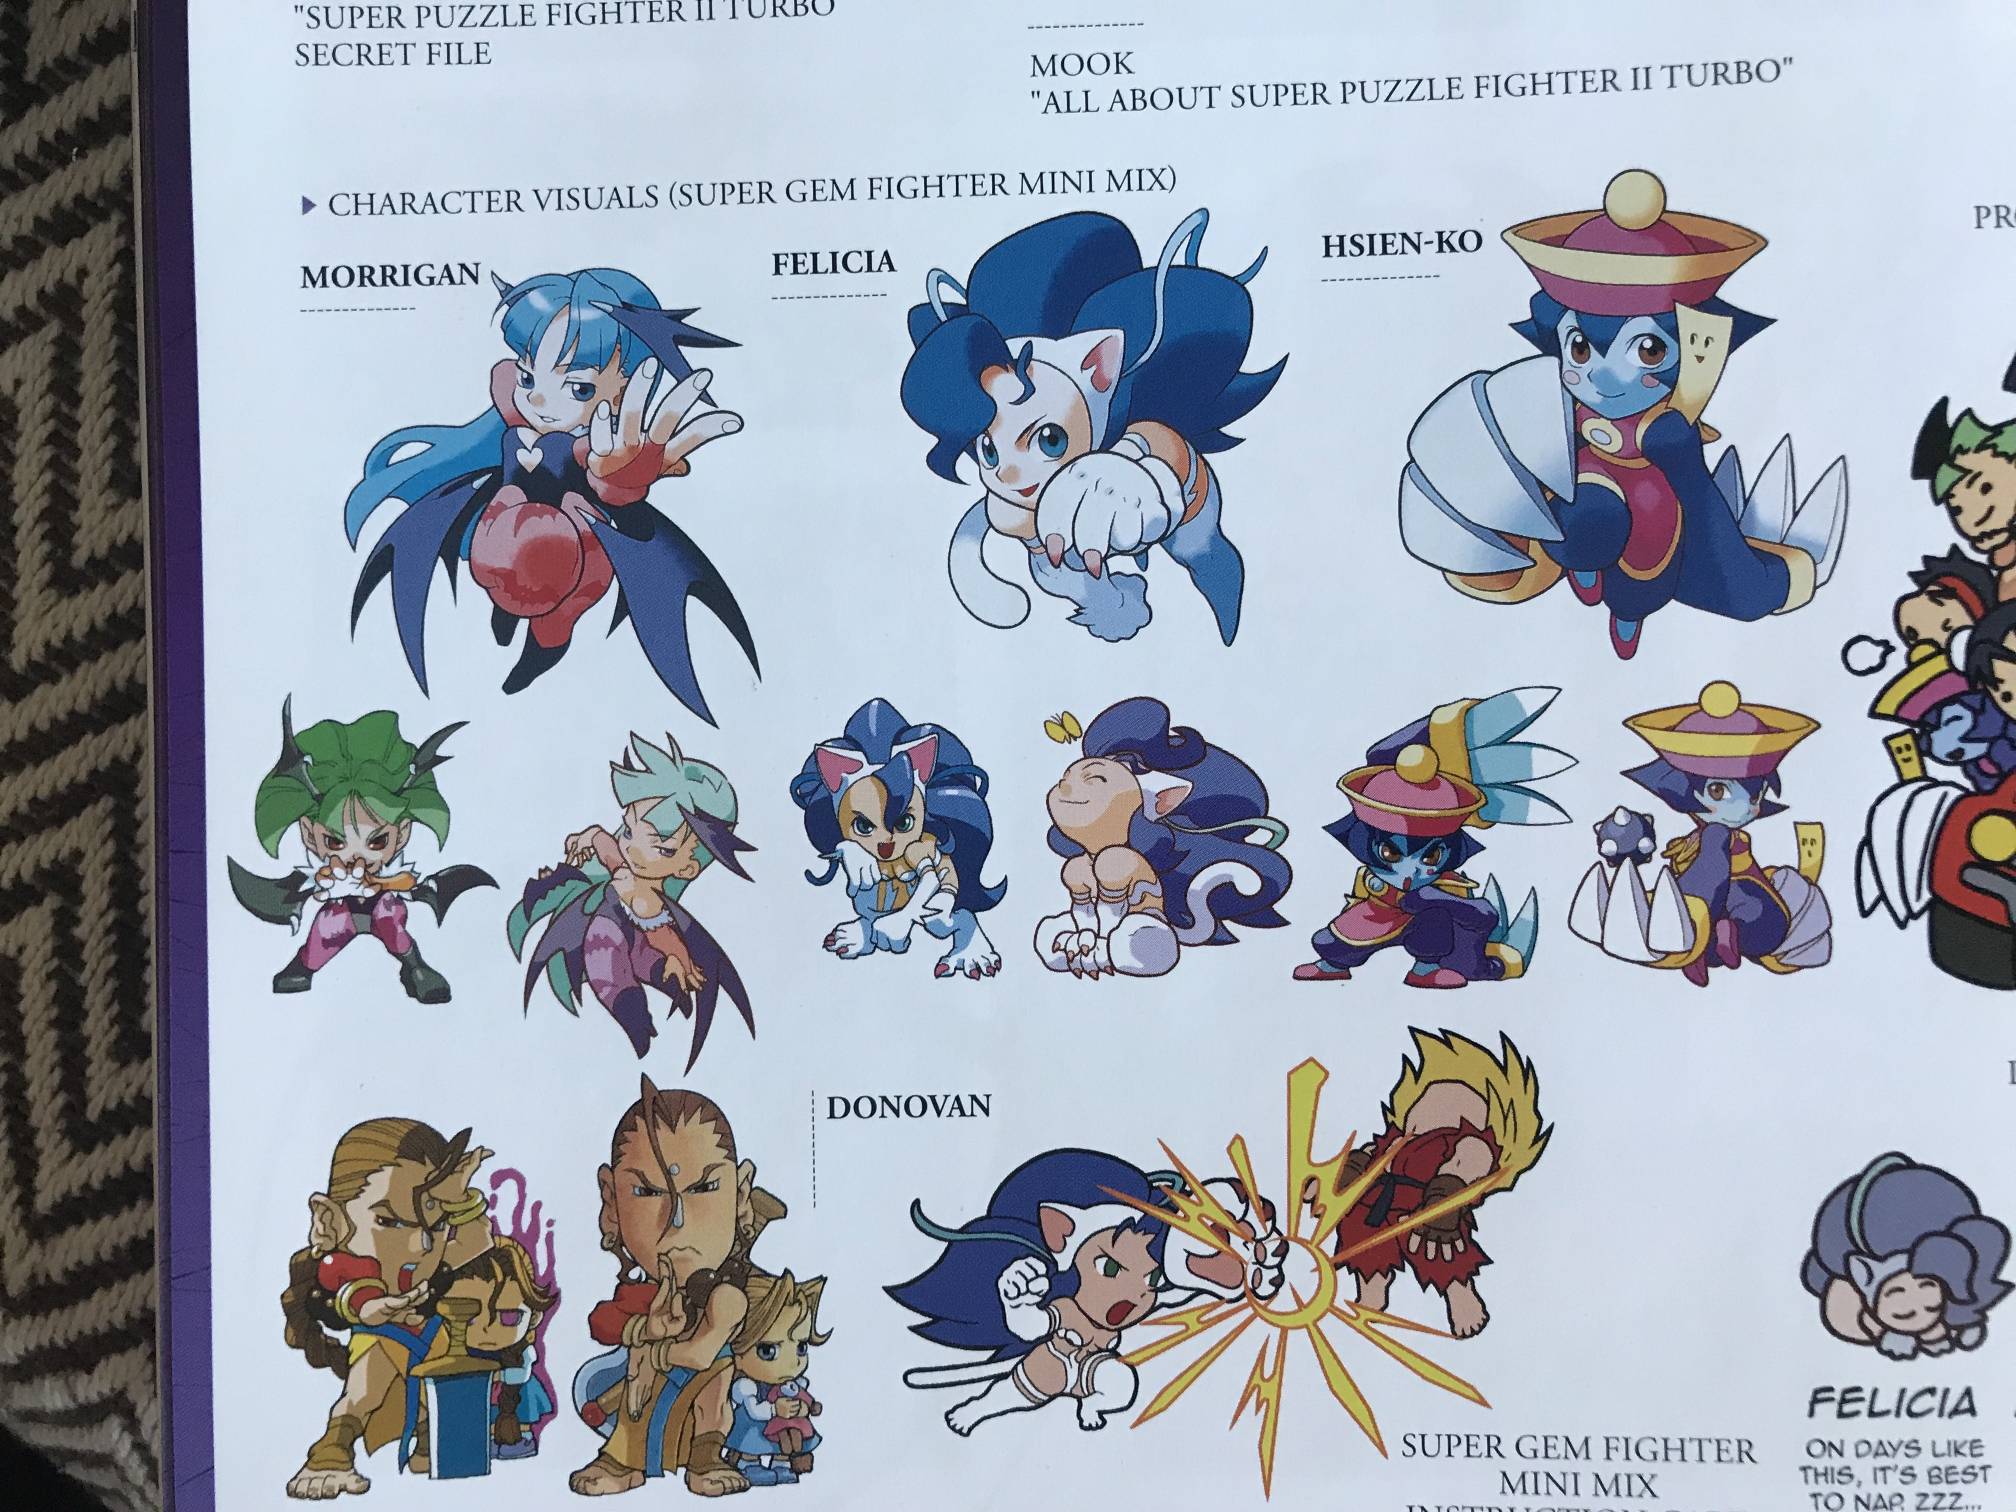 "SUPER PUZZLE FIGHTER II TURBO
SECRET FILE
MOOK
"ALL ABOUT SUPER PUZZLE FIGHTER II TURBO"
CHARACTER VISUALS (SUPER GEM FIGHTER MINI MIX)
MORRIGAN
FELICIA
HSIEN-KO
DONOVAN
SUPER GEM FIGHTER
MINI MIX
FELICIA
ON DAYS LIKE
THIS, IT'S BEST
TO NAP. ZZZ...